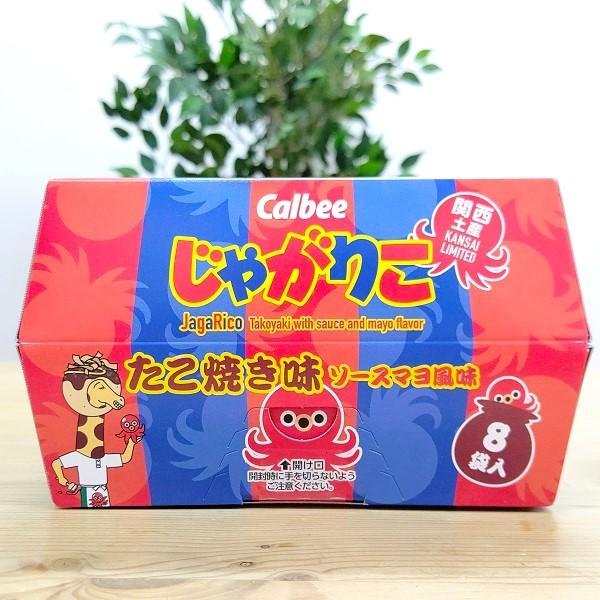 Calbee
関西
土産
KANSAI
LIMITED
じゃがりこ
JagaRico Takoyaki with sauce and mayo flavor
たこ焼き味 ソースマヨ風味
8
袋入
⬆開け口
開封時に手を切らないよう
ご注意ください。